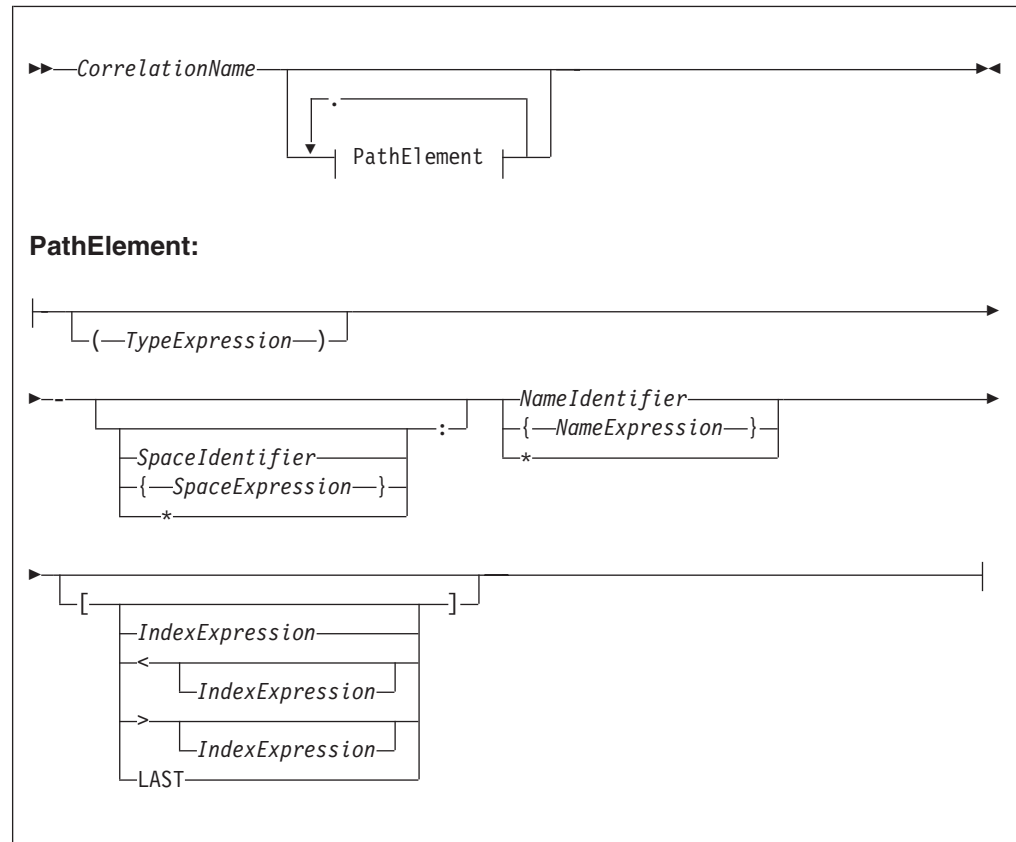 CorrelationName
.
PathElement
PathElement:
( TypeExpression )
NameIdentifier
: { NameExpression }
SpaceIdentifier *
{ SpaceExpression }
*
[ ]
IndexExpression
<
IndexExpression
>
IndexExpression
LAST